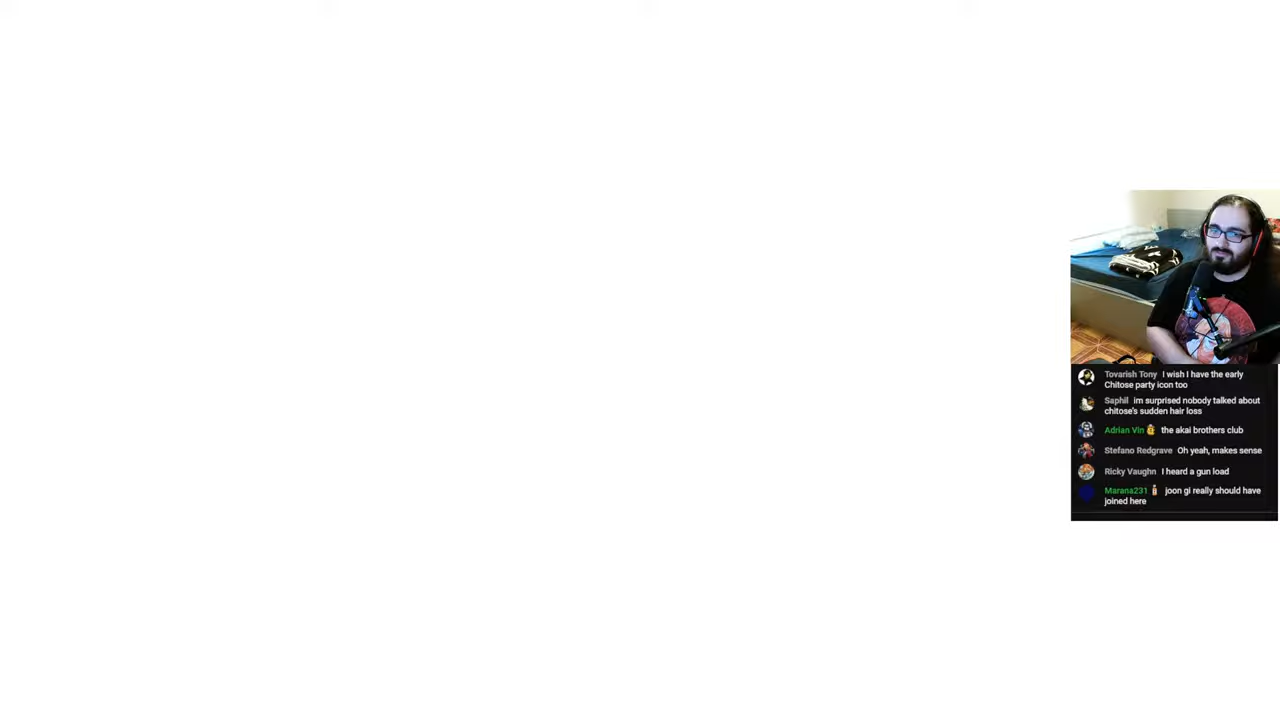 Tovarish Tony I wish I have the early
Chitose party icon too
Saphil im surprised nobody talked about
chitose's sudden hair loss
Adrian Vin the akai brothers club
Stefano Redgrave Oh yeah, makes sense
Ricky Vaughn I heard a gun load
Marana231 joon gi really should have
joined here